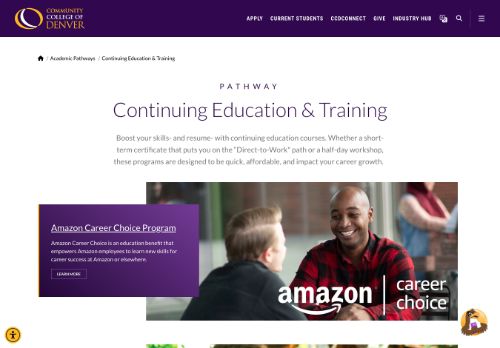 COMMUNITY
COLLEGE OF
DENVER
APPLY CURRENT STUDENTS CCDCONNECT GIVE INDUSTRY HUB
Academic Pathways / Continuing Education & Training
PATHWAY
Continuing Education & Training
Boost your skills- and resume- with continuing education courses. Whether a short-
term certificate that puts you on the "Direct-to-Work" path or a half-day workshop,
these programs are designed to be quick, affordable, and impact your career growth.
Amazon Career Choice Program
Amazon Career Choice is an education benefit that
empowers Amazon employees to learn new skills for
career success at Amazon or elsewhere.
LEARN MORE
amazon | career
choice